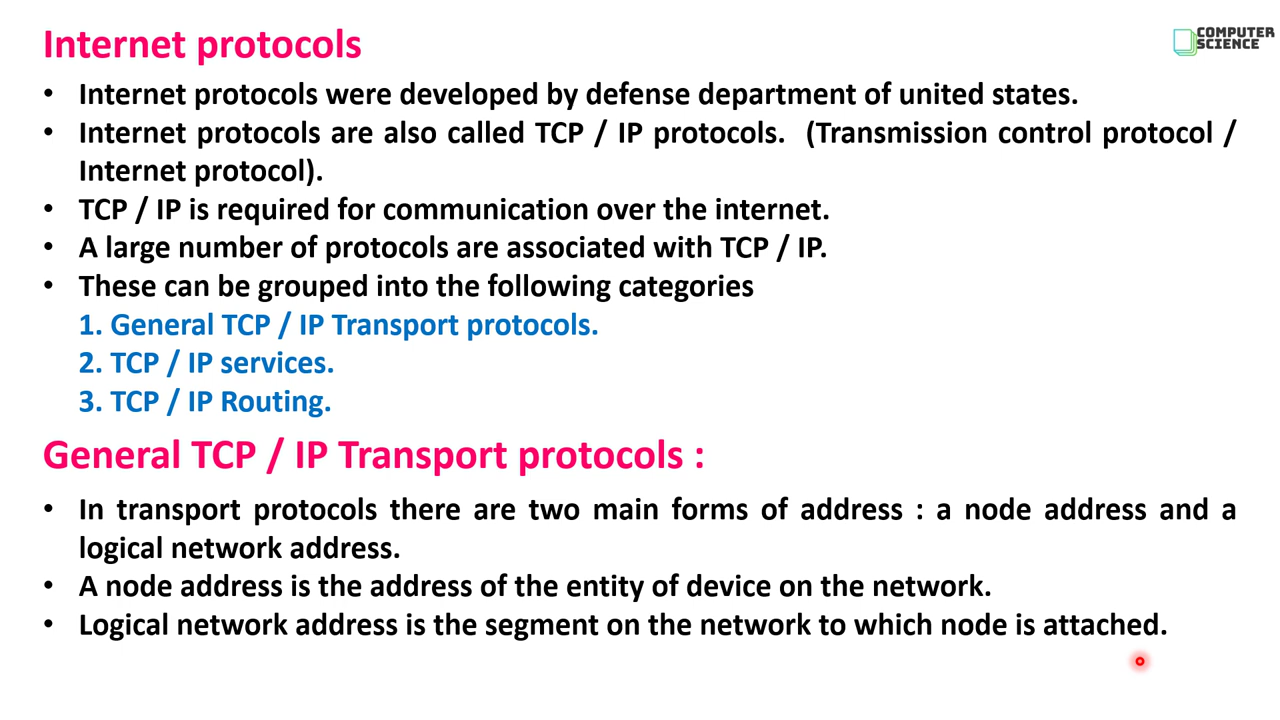 Internet protocols
COMPUTER
SCIENCE
• Internet protocols were developed by defense department of united states.
• Internet protocols are also called TCP / IP protocols. (Transmission control protocol /
Internet protocol).
• TCP / IP is required for communication over the internet.
• A large number of protocols are associated with TCP / IP.
• These can be grouped into the following categories
1. General TCP / IP Transport protocols.
2. TCP / IP services.
3. TCP / IP Routing.
General TCP / IP Transport protocols :
• In transport protocols there are two main forms of address : a node address and a
logical network address.
• A node address is the address of the entity of device on the network.
• Logical network address is the segment on the network to which node is attached.